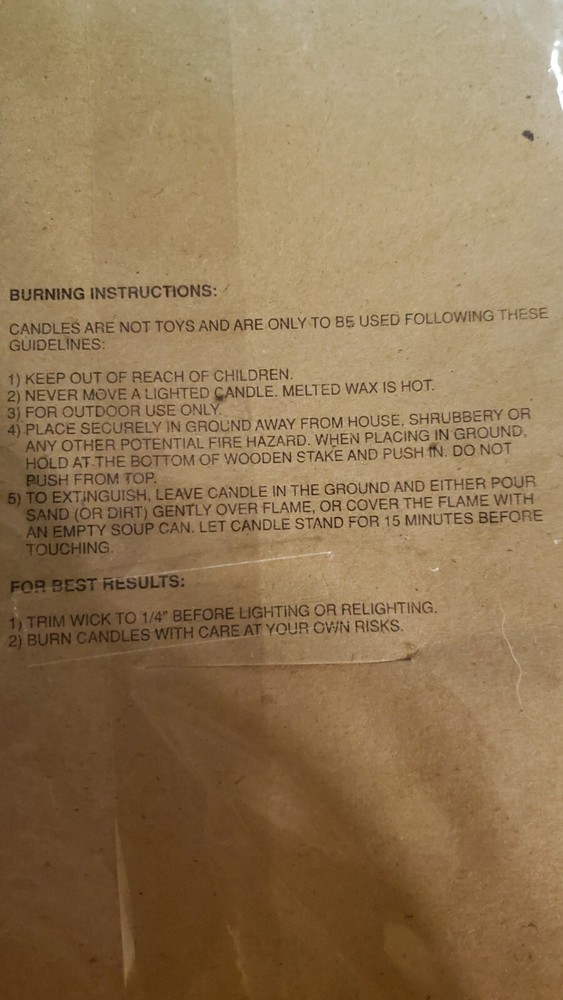 BURNING INSTRUCTIONS:
CANDLES ARE NOT TOYS AND ARE ONLY TO BE USED FOLLOWING THESE
GUIDELINES:
1) KEEP OUT OF REACH OF CHILDREN.
2) NEVER MOVE A LIGHTED CANDLE. MELTED WAX IS HOT.
3) FOR OUTDOOR USE ONLY.
4) PLACE SECURELY IN GROUND AWAY FROM HOUSE, SHRUBBERY OR
ANY OTHER POTENTIAL FIRE HAZARD. WHEN PLACING IN GROUND,
HOLD AT THE BOTTOM OF WOODEN STAKE AND PUSH IN. DO NOT
PUSH FROM TOP.
5) TO EXTINGUISH, LEAVE CANDLE IN THE GROUND AND EITHER POUR
SAND (OR DIRT) GENTLY OVER FLAME, OR COVER THE FLAME WITH
AN EMPTY SOUP CAN. LET CANDLE STAND FOR 15 MINUTES BEFORE
TOUCHING.
FOR BEST RESULTS:
1) TRIM WICK TO 1/4" BEFORE LIGHTING OR RELIGHTING.
2) BURN CANDLES WITH CARE AT YOUR OWN RISKS.